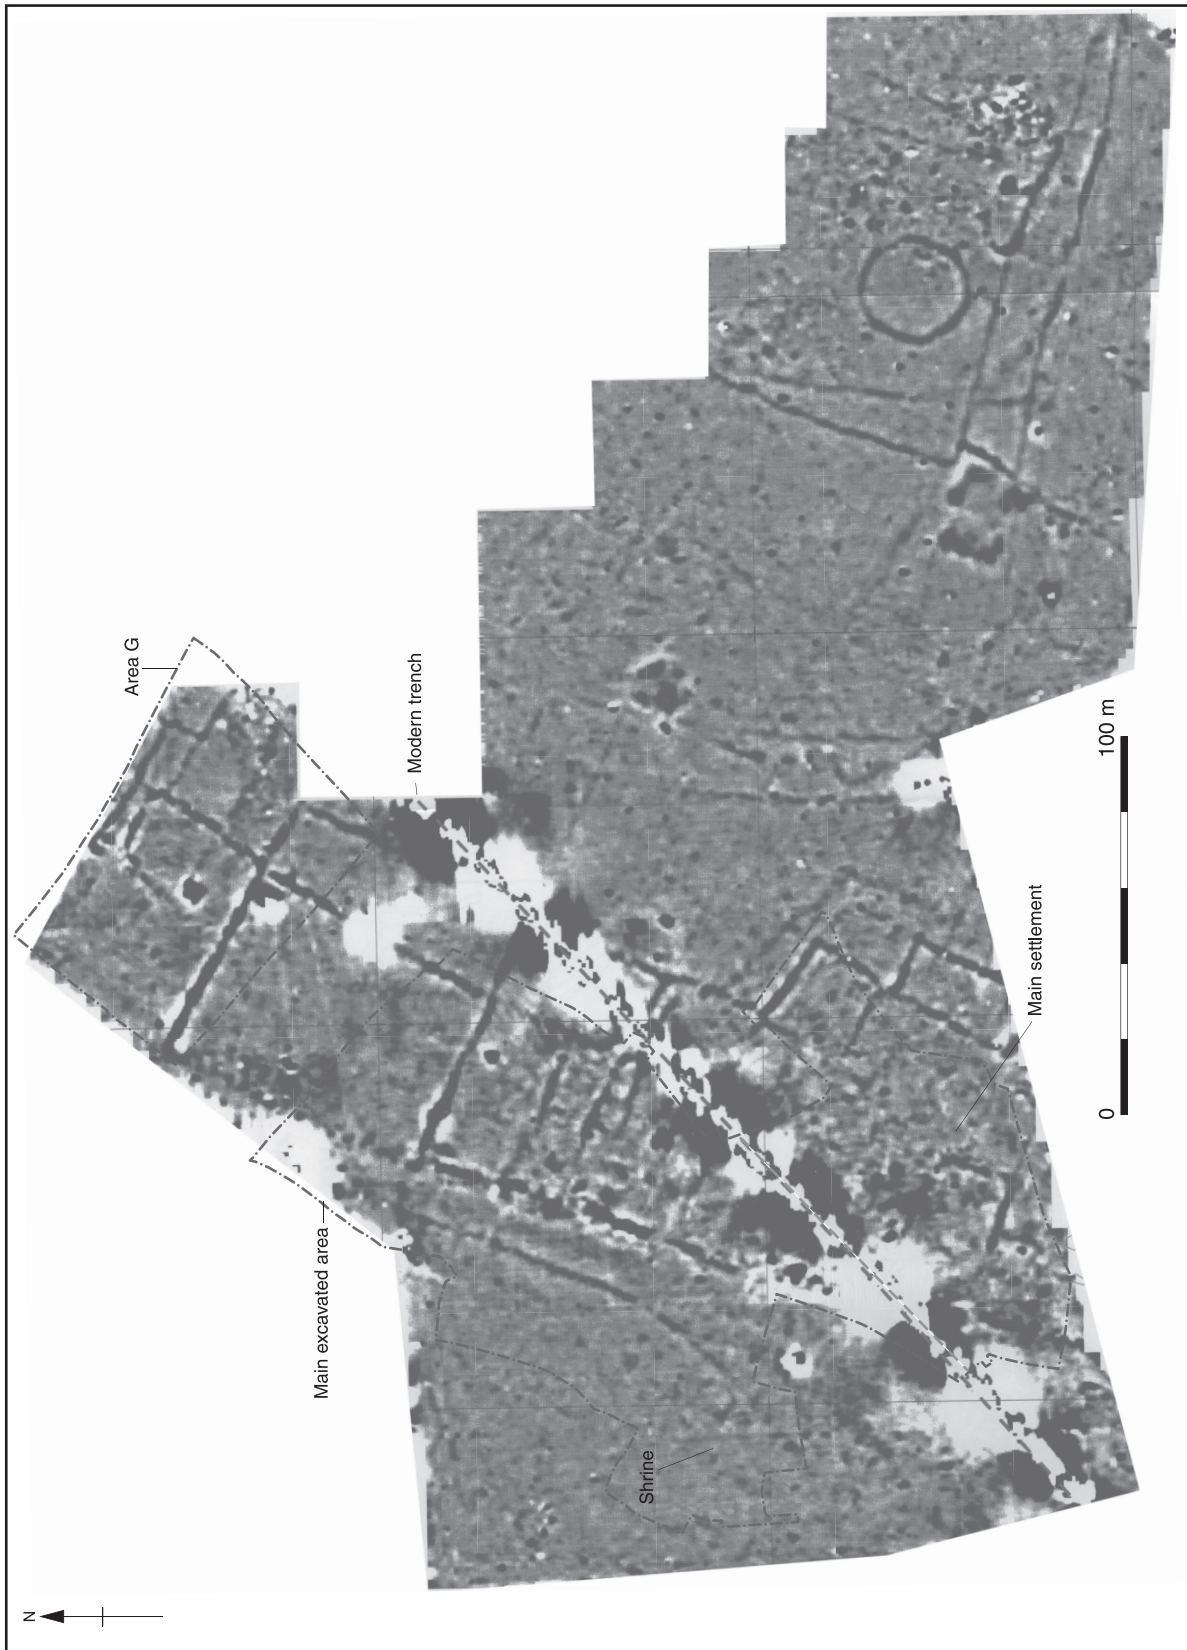 Area G
Modern trench
Main excavated area
Shrine
Main settlement
0
100 m
N